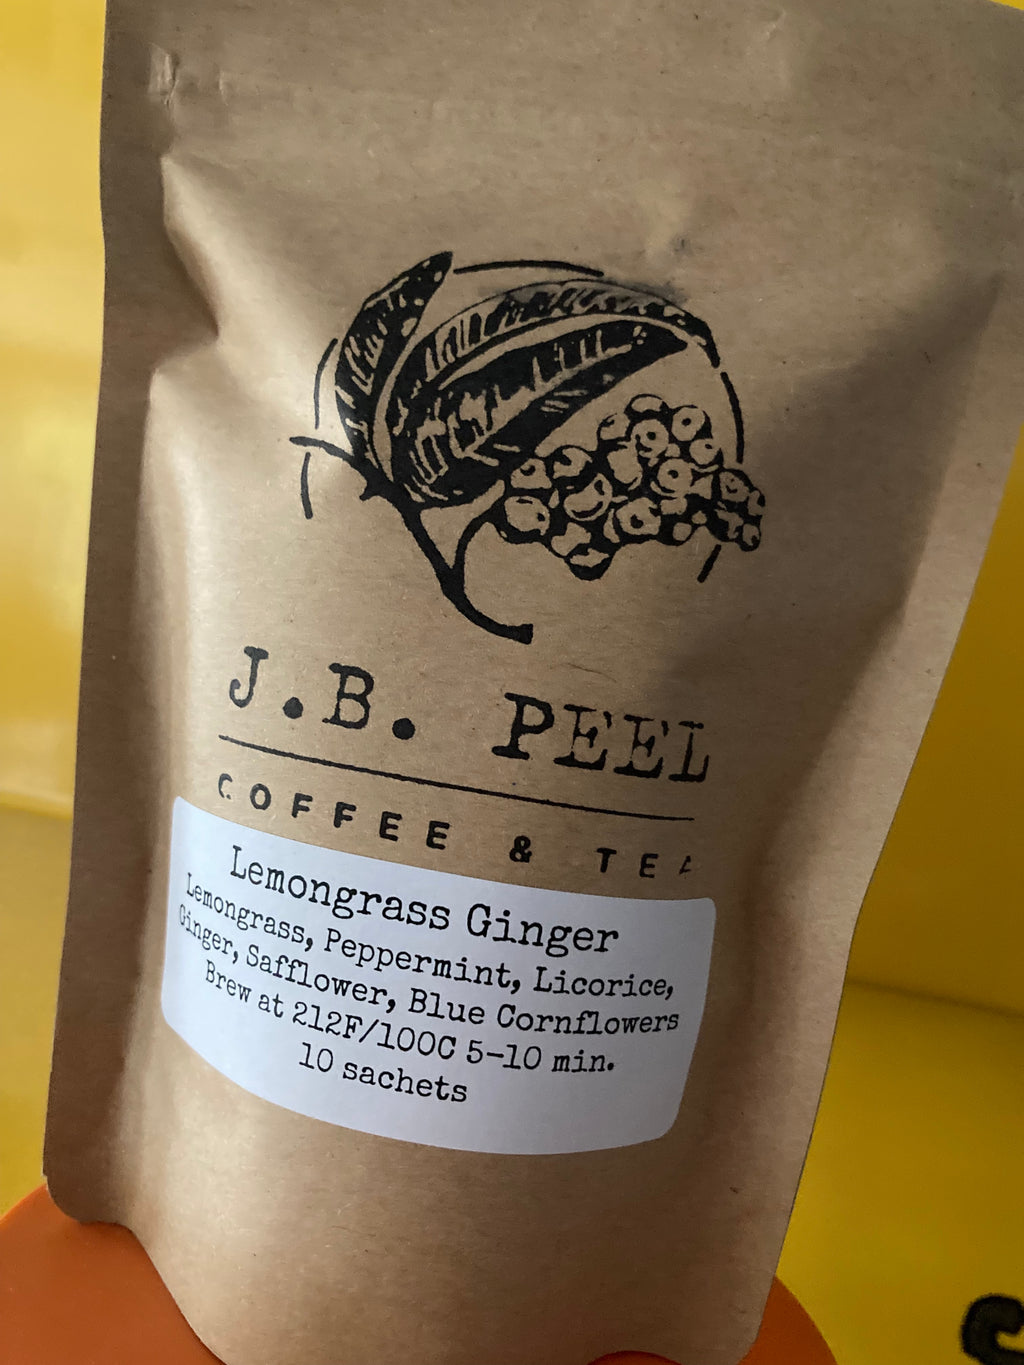 J.B. PEEL
COFFEE & TEA
Lemongrass Ginger
Lemongrass, Peppermint, Licorice,
Ginger, Safflower, Blue Cornflowers
Brew at 212F/100C 5-10 min.
10 sachets